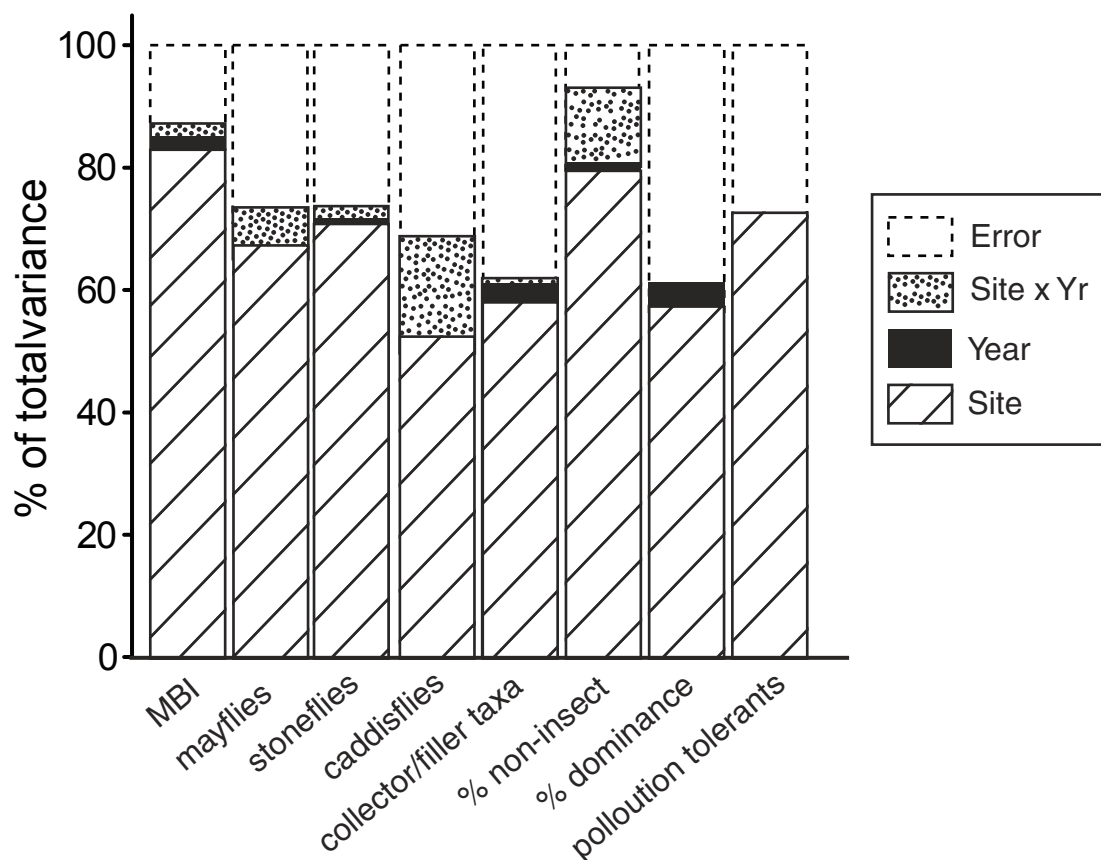 % of totalvariance
100
80
60
40
20
0
MBI
mayflies
stoneflies
caddisflies
collector/filler taxa
% non-insect
% dominance
polloution tolerants
Error
Site x Yr
Year
Site